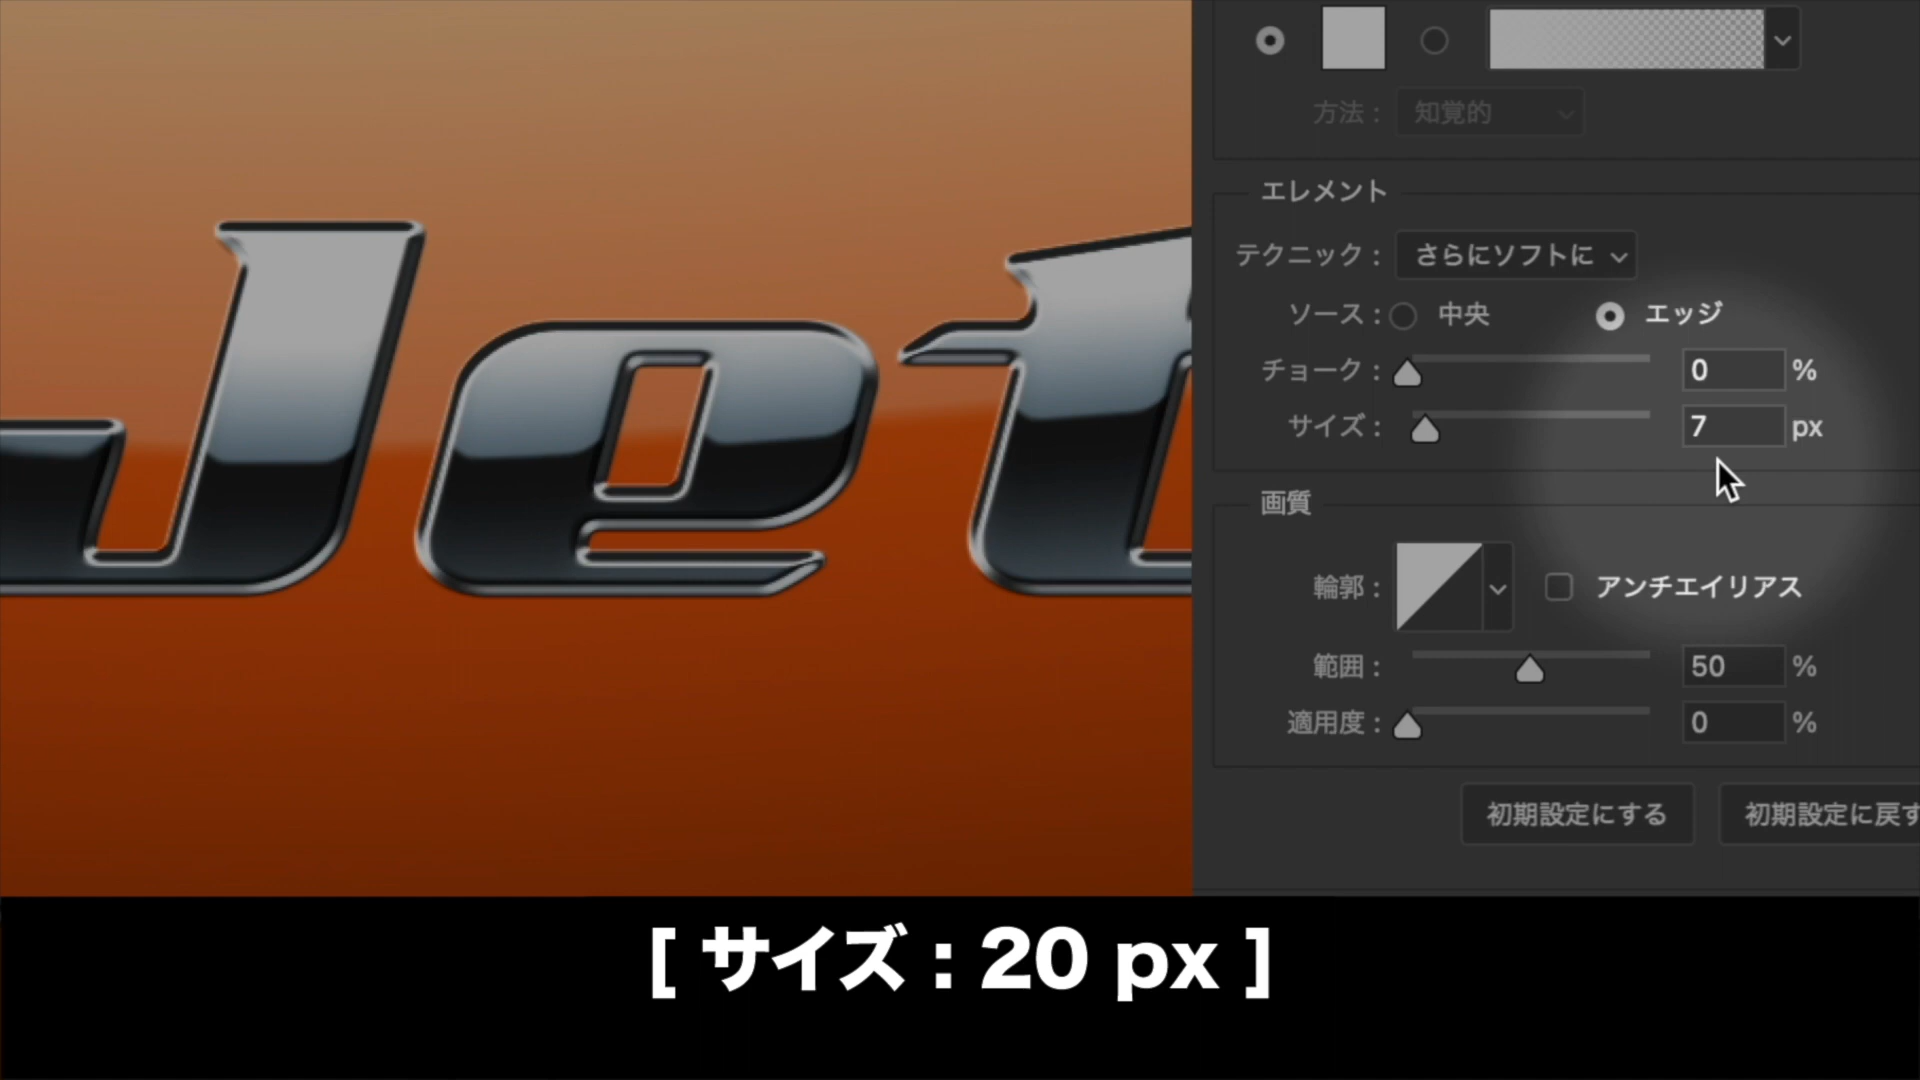 Jet
方法： 知覚的
エレメント
テクニック： さらにソフトに
ソース： 中央 エッジ
チョーク： 0 %
サイズ： 7 px
画質
輪郭： アンチエイリアス
範囲： 50 %
適用度： 0 %
初期設定にする 初期設定に戻す
[ サイズ : 20 px ]